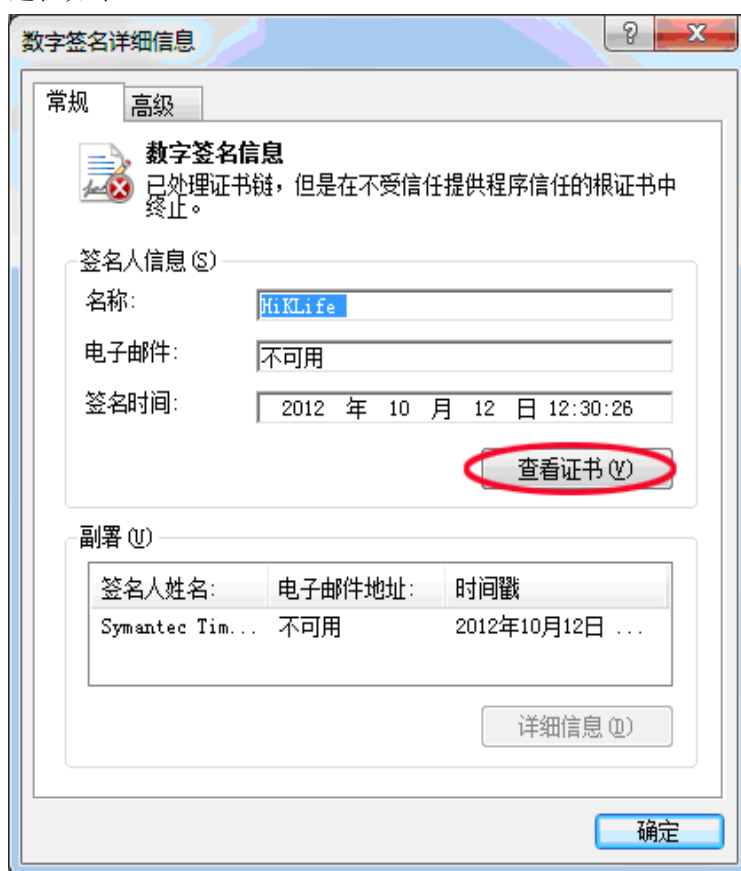 数字签名详细信息
常规
高级
数字签名信息
已处理证书链，但是在不受信任提供程序信任的根证书中
终止。
签名人信息(S)
名称:
HiKLife
电子邮件:
不可用
签名时间:
2012 年 10 月 12 日 12:30:26
查看证书(V)
副署(U)
签名人姓名: 电子邮件地址: 时间戳
Symantec Tim... 不可用 2012年10月12日 ...
详细信息(D)
确定